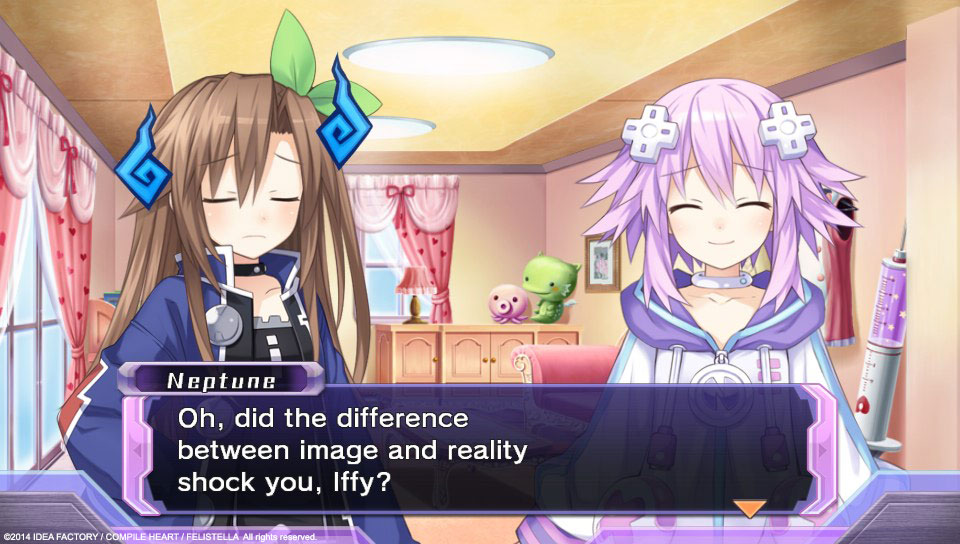 Neptune
Oh, did the difference
between image and reality
shock you, Iffy?
©2014 IDEA FACTORY / COMPILE HEART / FELISTELLA All rights reserved.